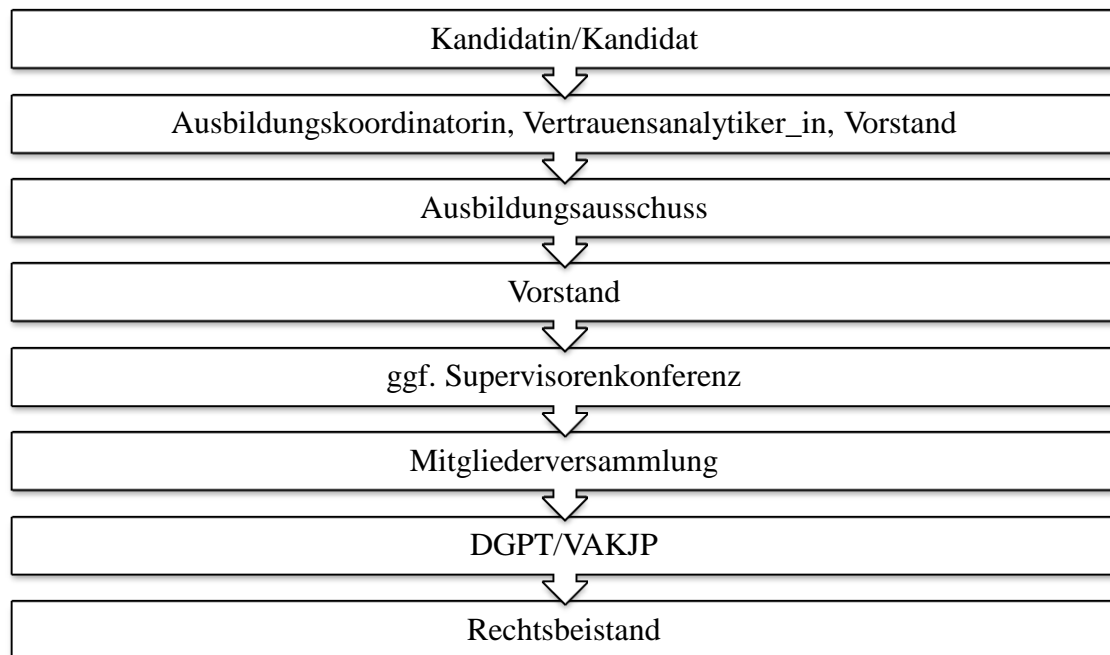 Kandidatin/Kandidat
Ausbildungskoordinatorin, Vertrauensanalytiker_in, Vorstand
Ausbildungsausschuss
Vorstand
ggf. Supervisorenkonferenz
Mitgliederversammlung
DGPT/VAKJP
Rechtsbeistand